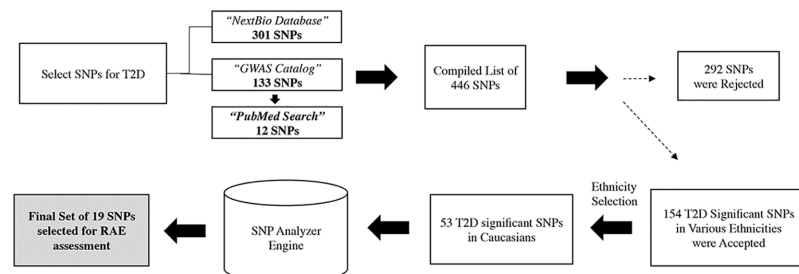 Select SNPs for T2D
“NextBio Database”
301 SNPs
“GWAS Catalog”
133 SNPs
“PubMed Search”
12 SNPs
Compiled List of
446 SNPs
292 SNPs
were Rejected
154 T2D Significant SNPs
in Various Ethnicities
were Accepted
Ethnicity
Selection
53 T2D significant SNPs
in Caucasians
SNP Analyzer
Engine
Final Set of 19 SNPs
selected for RAE
assessment